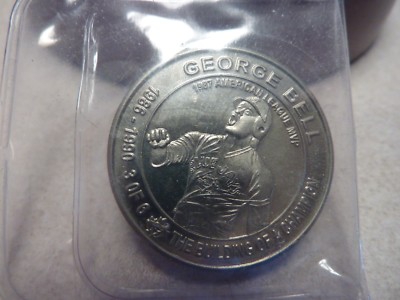 GEORGE BELL
1987 AMERICAN LEAGUE MVP
1986 - 1990 3 OF 6
THE BUILDING OF A CHAMPION